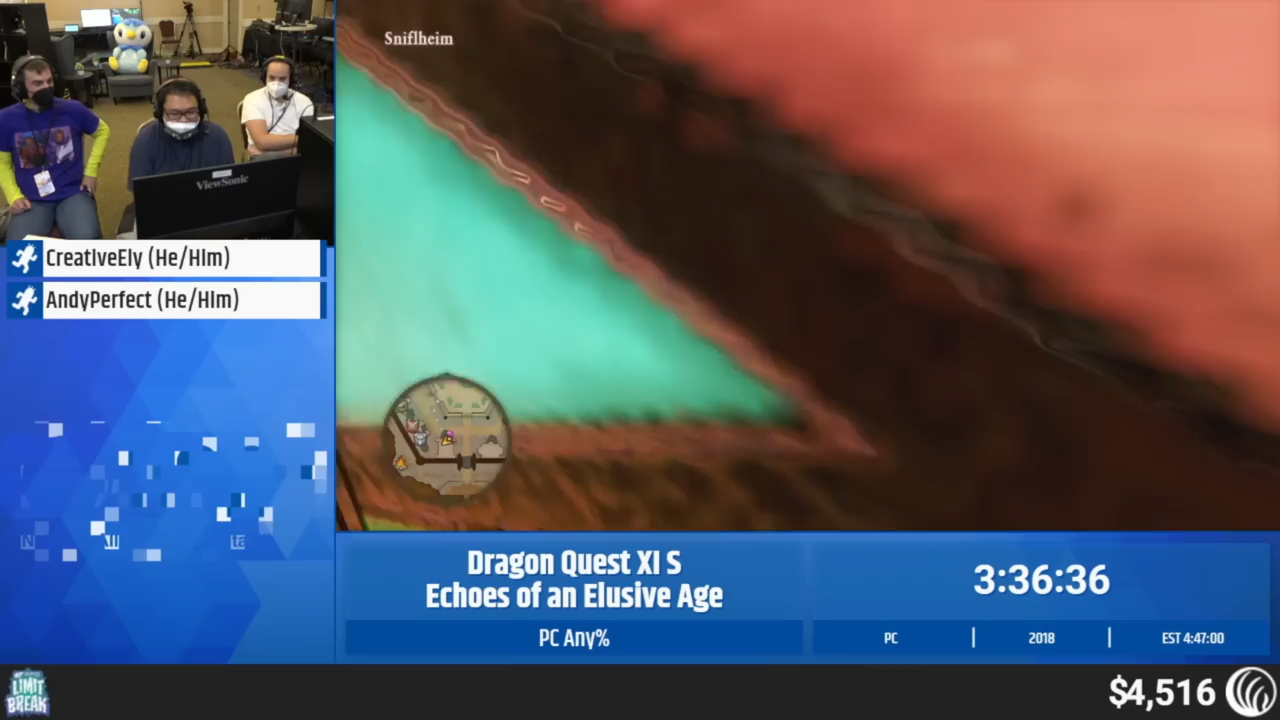 Sniflheim
ViewSonic
CreativeEly (He/Him)
AndyPerfect (He/Him)
Dragon Quest XI S
Echoes of an Elusive Age
3:36:36
PC Any%
PC
2018
EST 4:47:00
LIMIT
BREAK
$4,516